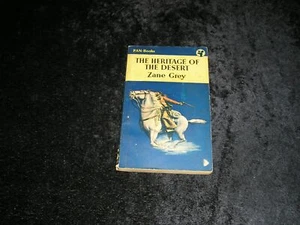 PAN Books
THE HERITAGE OF
THE DESERT
Zane Grey